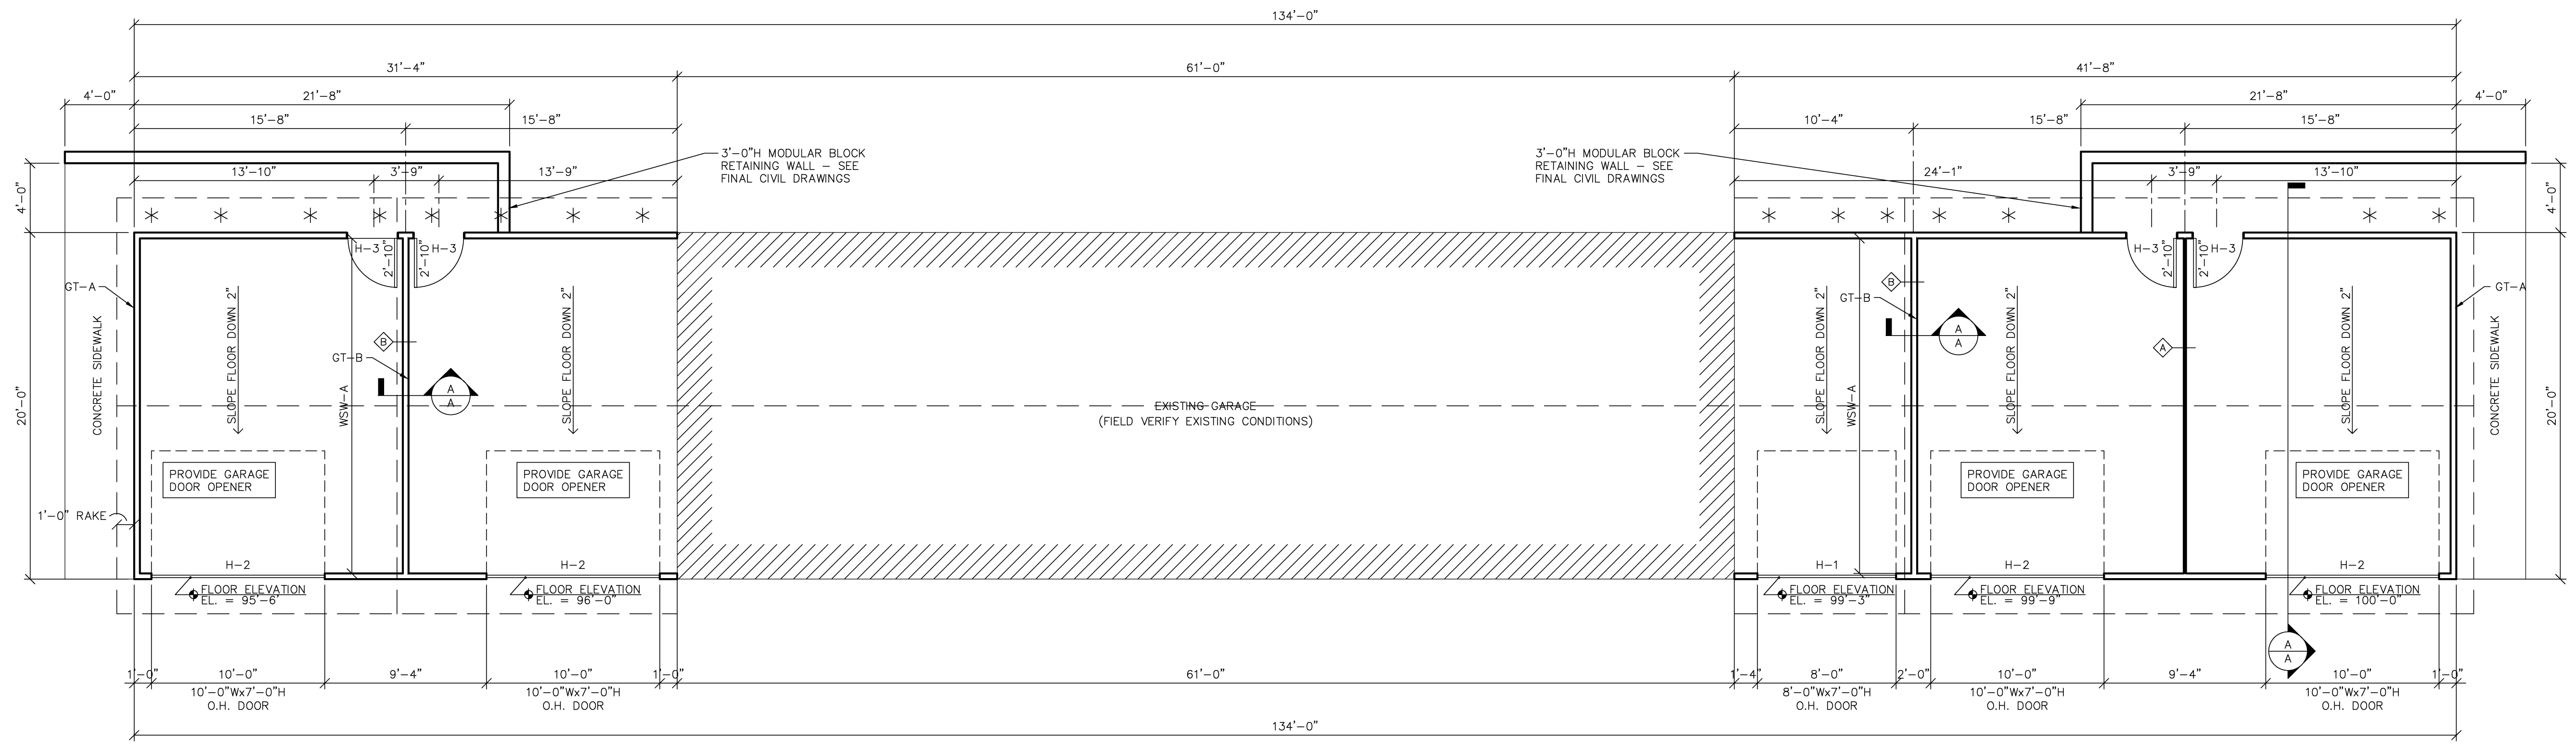 134'-0"
31'-4"
61'-0"
41'-8"
4'-0"
21'-8"
21'-8"
4'-0"
15'-8"
15'-8"
10'-4"
15'-8"
15'-8"
3'-0"H MODULAR BLOCK
RETAINING WALL – SEE
FINAL CIVIL DRAWINGS
3'-0"H MODULAR BLOCK
RETAINING WALL – SEE
FINAL CIVIL DRAWINGS
13'-10"
3'-9"
13'-9"
24'-1"
3'-9"
13'-10"
4'-0"
4'-0"
H-3
H-3
2'-10"
2'-10"
H-3
H-3
2'-10"
2'-10"
GT-A
CONCRETE SIDEWALK
20'-0"
SLOPE FLOOR DOWN 2"
WSW-A
B
GT-B
A
A
SLOPE FLOOR DOWN 2"
EXISTING GARAGE
(FIELD VERIFY EXISTING CONDITIONS)
SLOPE FLOOR DOWN 2"
WSW-A
B
GT-B
A
A
SLOPE FLOOR DOWN 2"
A
SLOPE FLOOR DOWN 2"
GT-A
CONCRETE SIDEWALK
20'-0"
PROVIDE GARAGE
DOOR OPENER
PROVIDE GARAGE
DOOR OPENER
PROVIDE GARAGE
DOOR OPENER
PROVIDE GARAGE
DOOR OPENER
1'-0" RAKE
H-2
H-2
H-1
H-2
H-2
FLOOR ELEVATION
EL. = 95'-6'
FLOOR ELEVATION
EL. = 96'-0"
FLOOR ELEVATION
EL. = 99'-3"
FLOOR ELEVATION
EL. = 99'-9"
FLOOR ELEVATION
EL. = 100'-0"
A
A
1'-0"
10'-0"
9'-4"
10'-0"
1'-0"
61'-0"
1'-4"
8'-0"
2'-0"
10'-0"
9'-4"
10'-0"
1'-0"
10'-0"Wx7'-0"H
O.H. DOOR
10'-0"Wx7'-0"H
O.H. DOOR
8'-0"Wx7'-0"H
O.H. DOOR
10'-0"Wx7'-0"H
O.H. DOOR
10'-0"Wx7'-0"H
O.H. DOOR
134'-0"